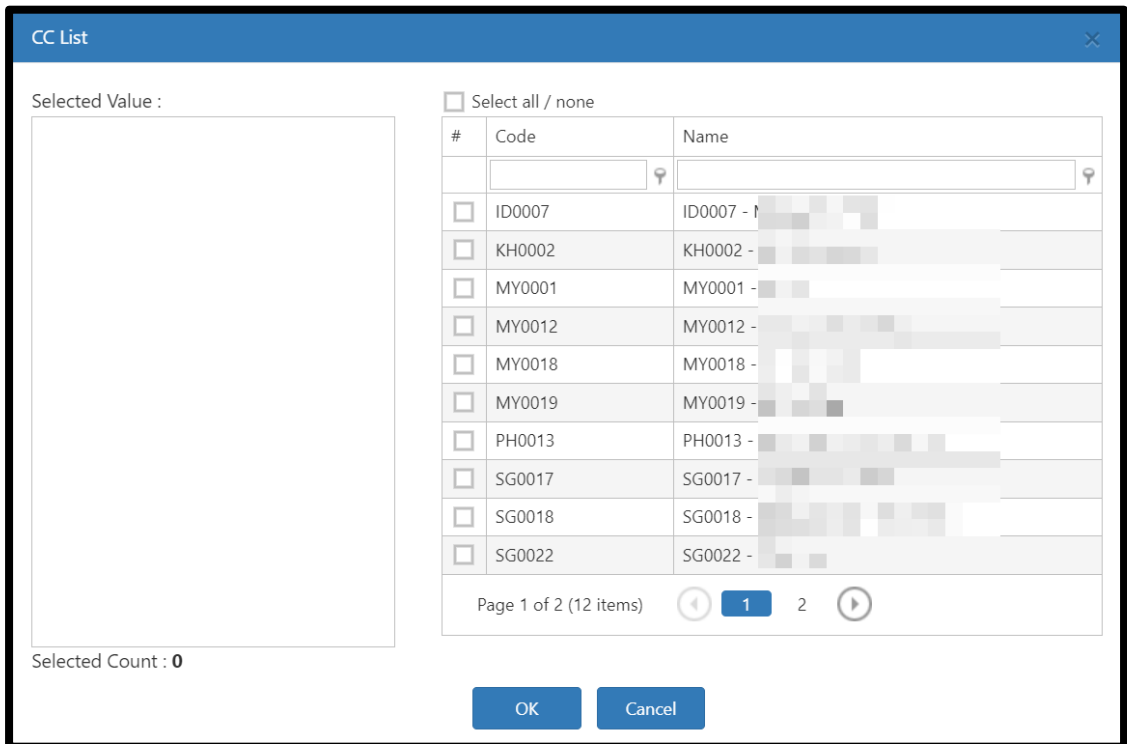 CC List
Selected Value :
Select all / none
# Code Name
ID0007 ID0007 -
KH0002 KH0002 -
MY0001 MY0001 -
MY0012 MY0012 -
MY0018 MY0018 -
MY0019 MY0019 -
PH0013 PH0013 -
SG0017 SG0017 -
SG0018 SG0018 -
SG0022 SG0022 -
Page 1 of 2 (12 items) 1 2
Selected Count : 0
OK Cancel